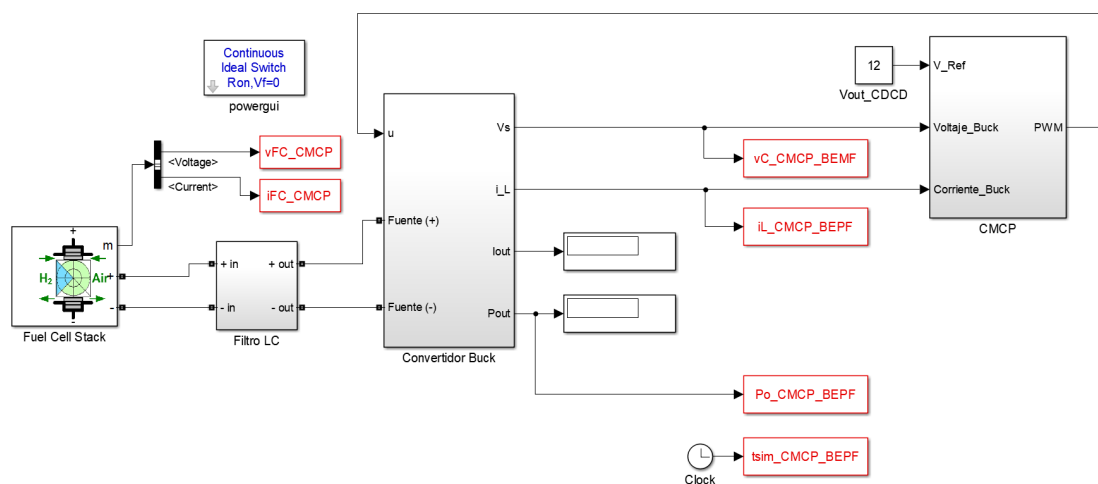 Continuous
Ideal Switch
Ron,Vf=0
powergui
<Voltage>
vFC_CMCP
<Current>
iFC_CMCP
+
m
H2
Air
+
-
-
Fuel Cell Stack
+ in
+ out
- in
- out
Filtro LC
u
Vs
i_L
Fuente (+)
Iout
Fuente (-)
Pout
Convertidor Buck
vC_CMCP_BEMF
iL_CMCP_BEPF
Po_CMCP_BEPF
Clock
tsim_CMCP_BEPF
12
Vout_CDCD
V_Ref
Voltaje_Buck
PWM
Corriente_Buck
CMCP